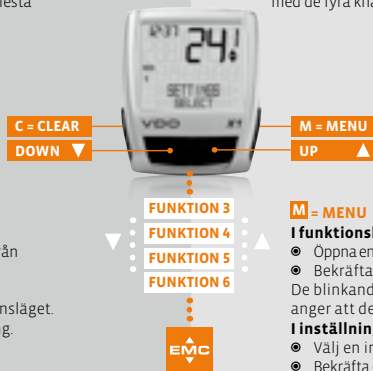 esta
med de fyra kna
12:37
24
1
SETTINGS
SELECT
VDO X1
C = CLEAR
M = MENU
DOWN
UP
FUNKTION 3
FUNKTION 4
FUNKTION 5
FUNKTION 6
ån
nsläget.
g.
EMC
M = MENU
I funktionsl
Öppna en
Bekräfta
De blinkand
anger att de
I inställnin
Välj en in
Bekräfta